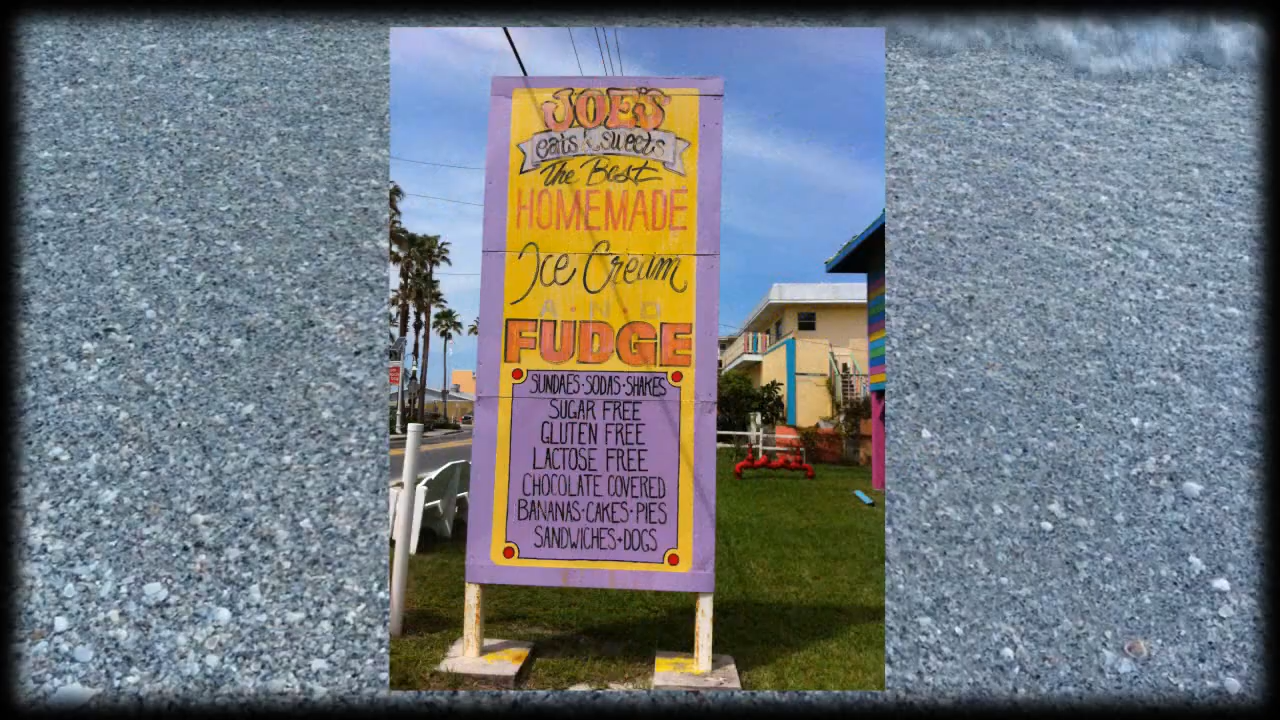 JOE'S
eats & sweets
The Best
HOMEMADE
Ice Cream
A·N·D
FUDGE
SUNDAES·SODAS·SHAKES
SUGAR FREE
GLUTEN FREE
LACTOSE FREE
CHOCOLATE COVERED
BANANAS·CAKES·PIES
SANDWICHES·DOGS